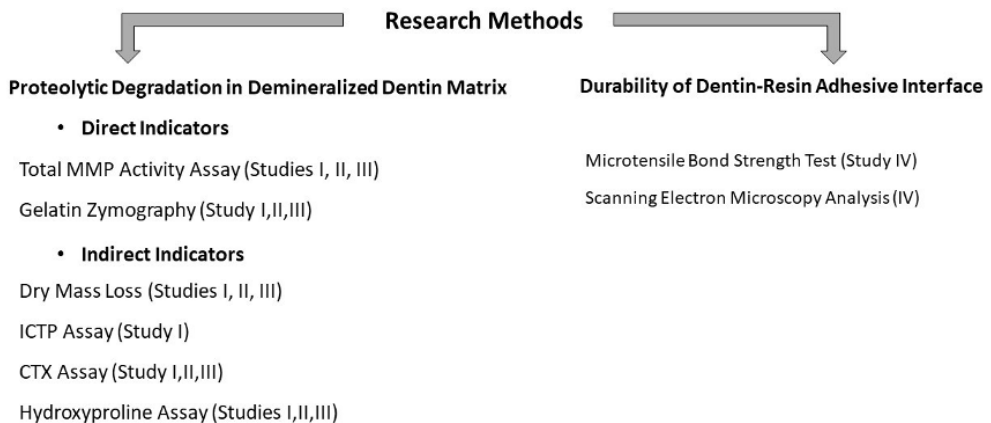 Research Methods
Proteolytic Degradation in Demineralized Dentin Matrix
• Direct Indicators
Total MMP Activity Assay (Studies I, II, III)
Gelatin Zymography (Study I,II,III)
• Indirect Indicators
Dry Mass Loss (Studies I, II, III)
ICTP Assay (Study I)
CTX Assay (Study I,II,III)
Hydroxyproline Assay (Studies I,II,III)
Durability of Dentin-Resin Adhesive Interface
Microtensile Bond Strength Test (Study IV)
Scanning Electron Microscopy Analysis (IV)